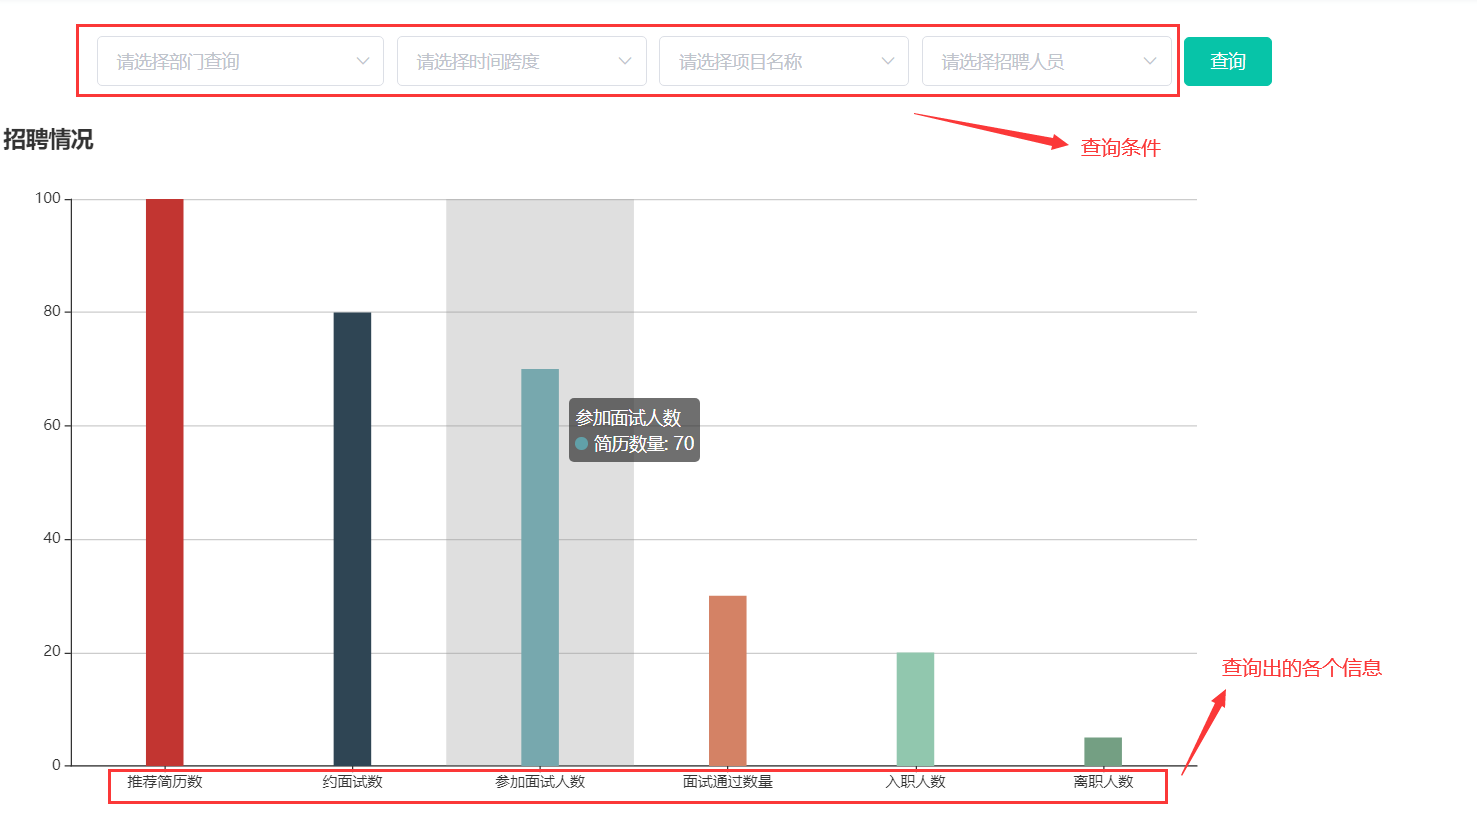 请选择部门查询
请选择时间跨度
请选择项目名称
请选择招聘人员
查询
招聘情况
查询条件
100
80
60
40
20
0
参加面试人数
简历数量: 70
查询出的各个信息
推荐简历数
约面试数
参加面试人数
面试通过数量
入职人数
离职人数